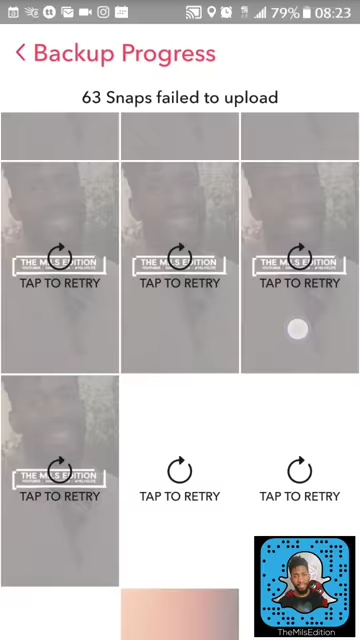 79% 08:23
Backup Progress
63 Snaps failed to upload
THE MILS EDITION
TAP TO RETRY
THE MILS EDITION
TAP TO RETRY
THE MILS EDITION
TAP TO RETRY
THE MILS EDITION
TAP TO RETRY
TAP TO RETRY
TAP TO RETRY
TheMilsEdition